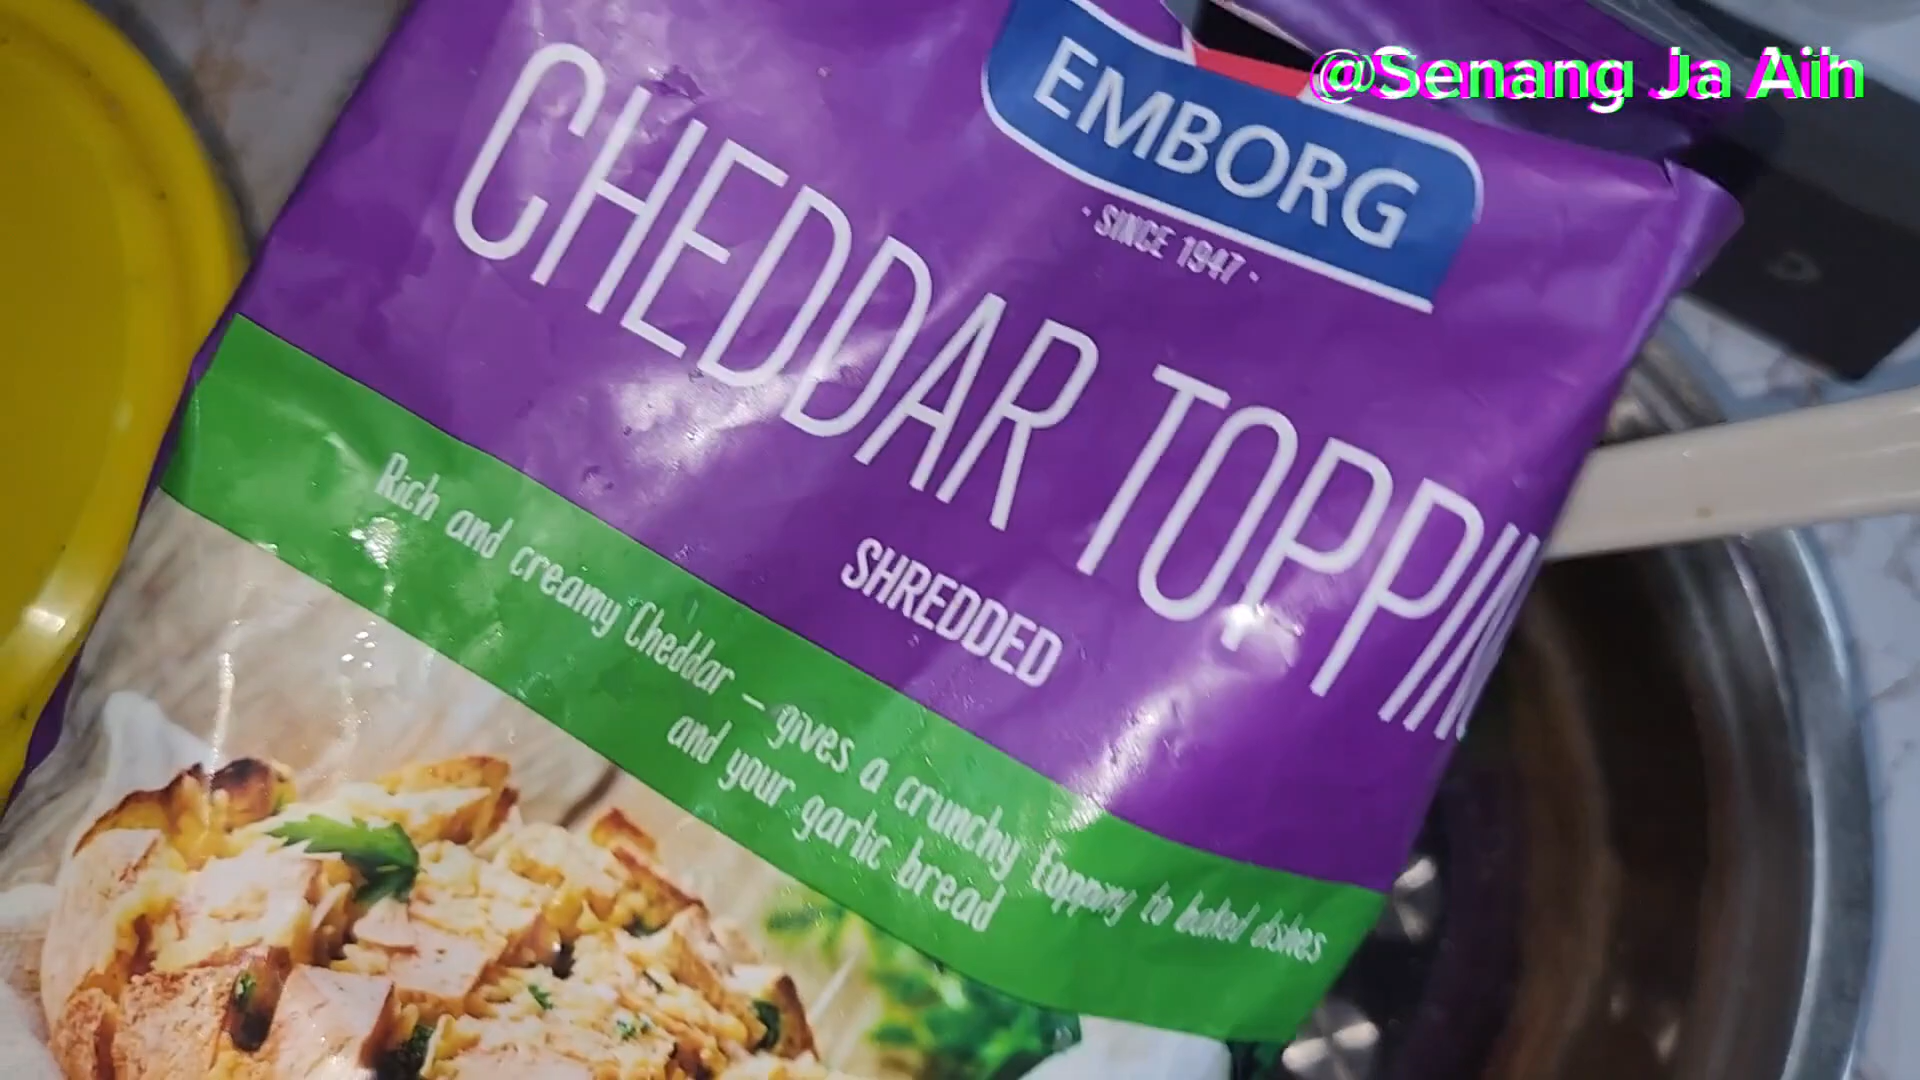 @Senang Ja Aih
EMBORG
· SINCE 1947 ·
CHEDDAR TOPPIN
SHREDDED
Rich and creamy Cheddar – gives a crunchy topping to baked dishes
and your garlic bread